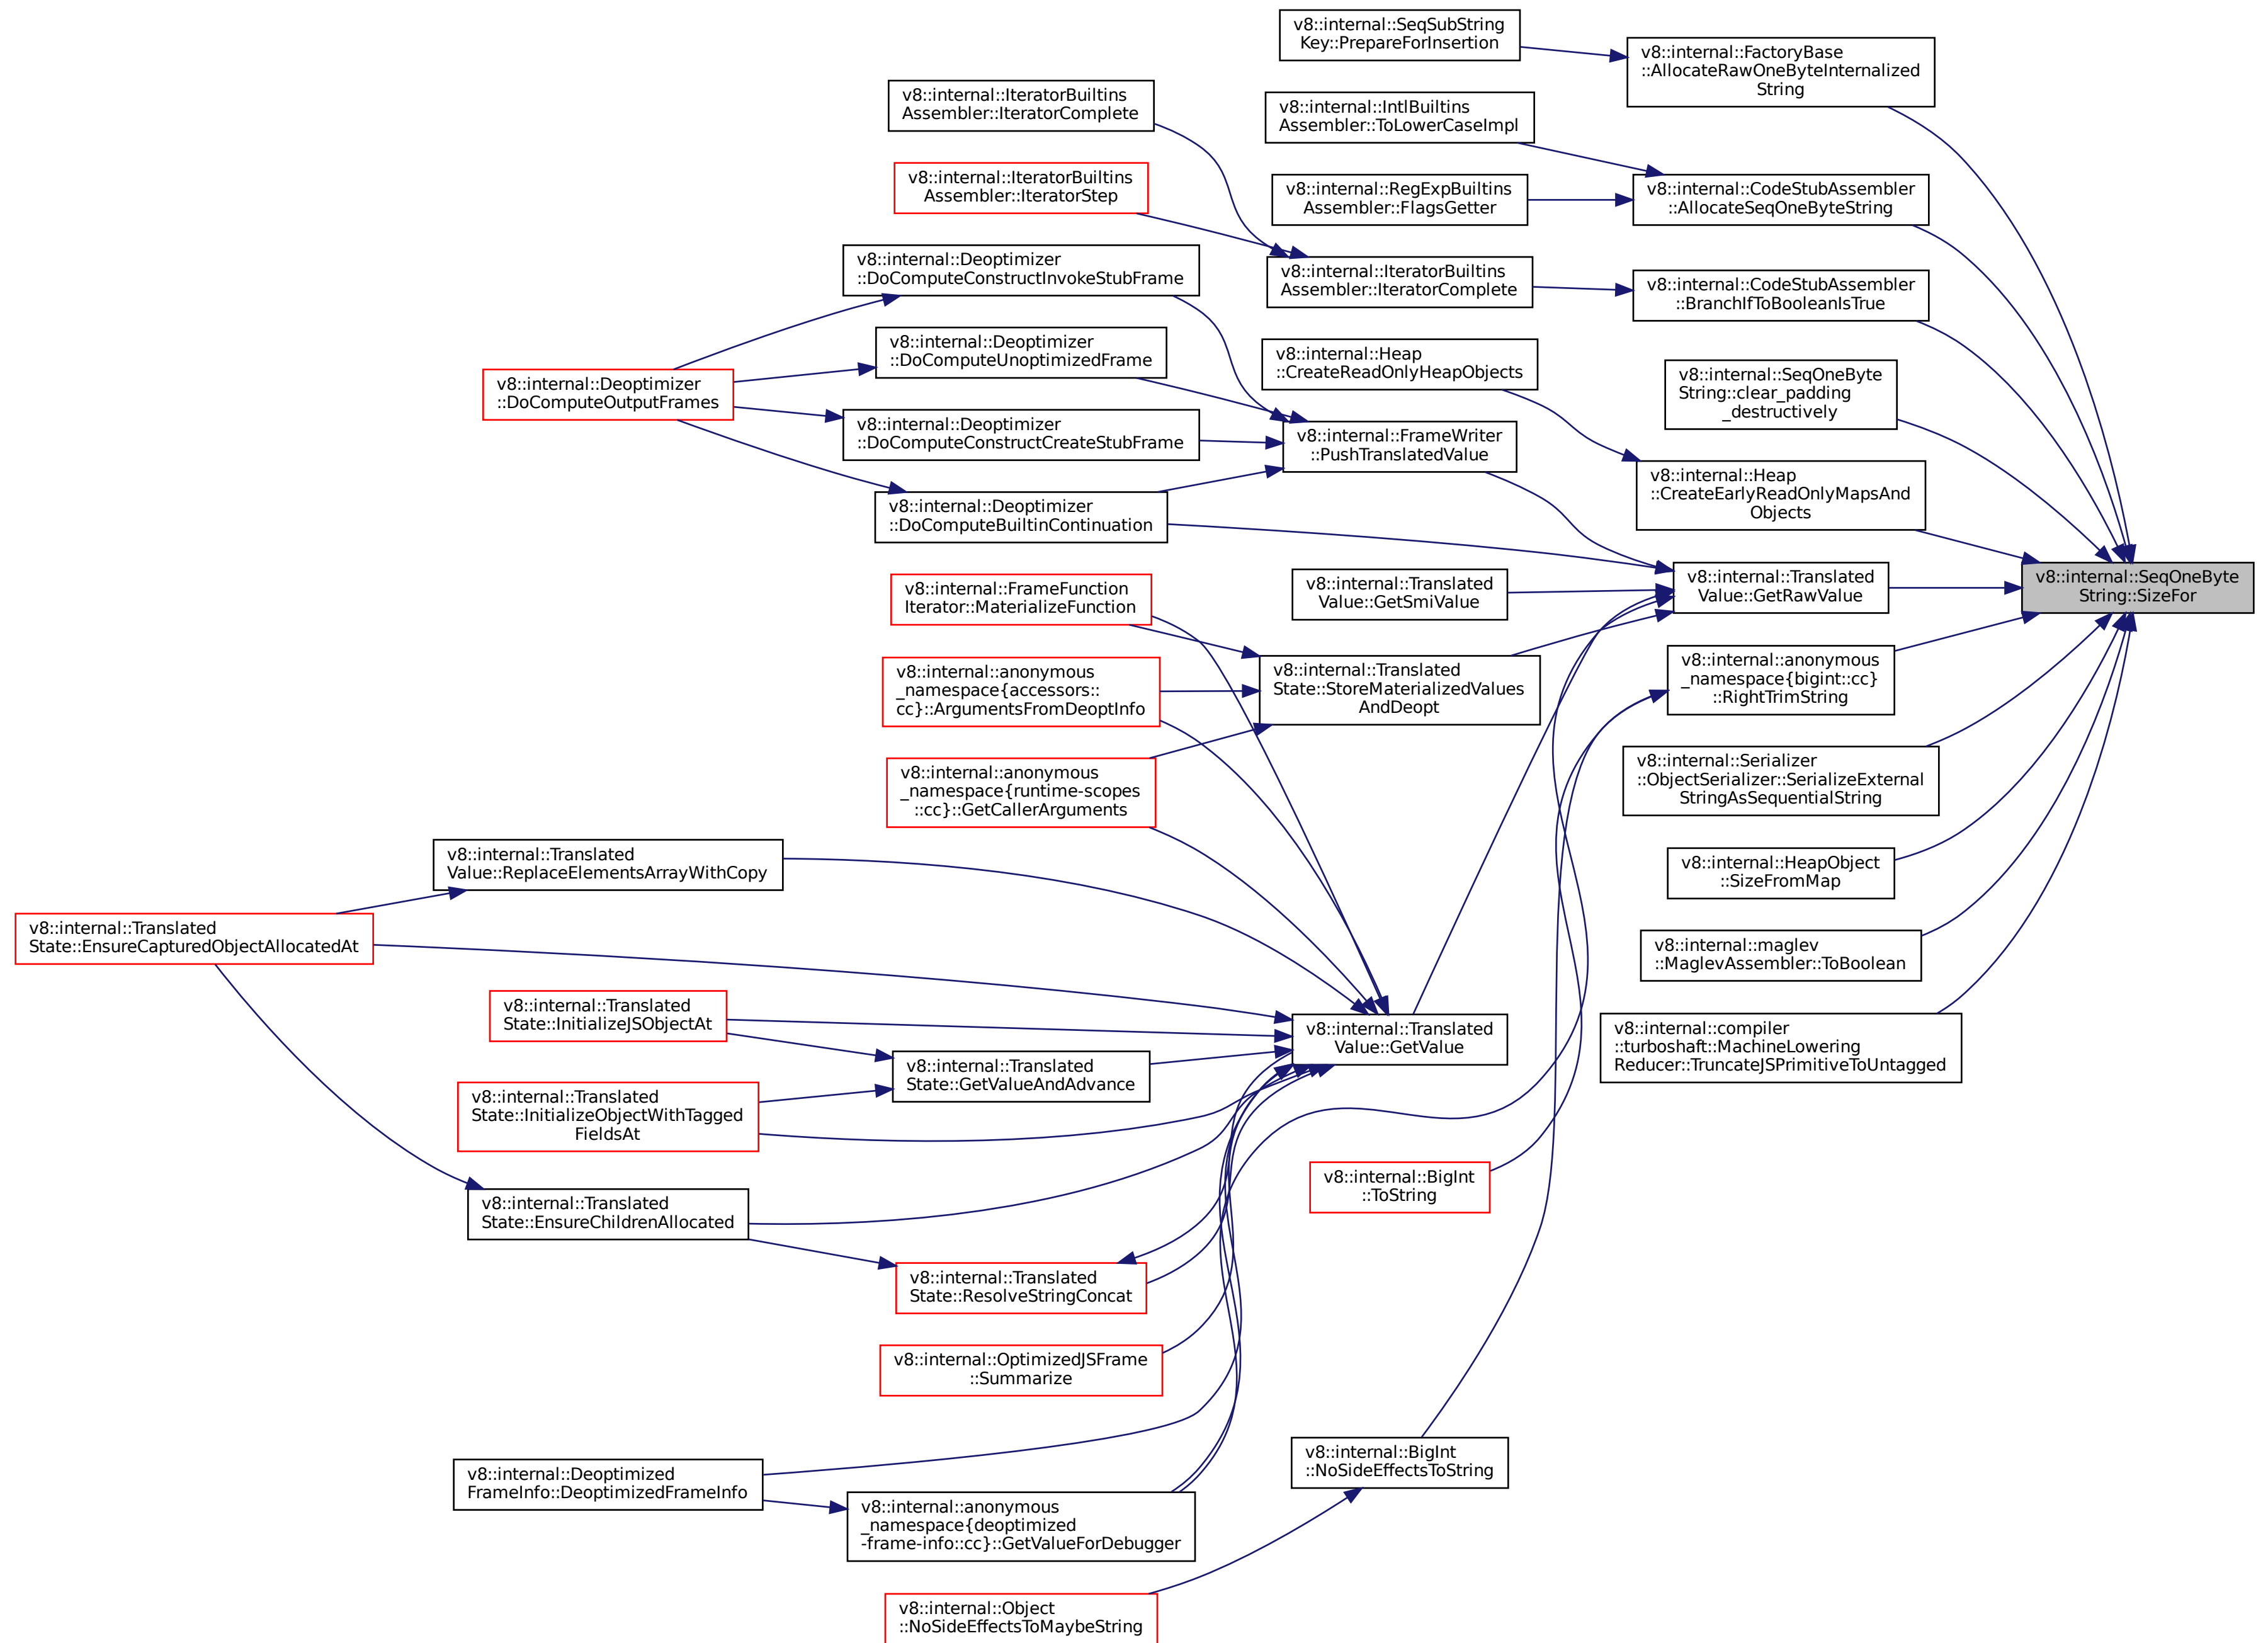 v8::internal::SeqSubString
Key::PrepareForInsertion
v8::internal::FactoryBase
::AllocateRawOneByteInternalized
String
v8::internal::IteratorBuiltins
Assembler::IteratorComplete
v8::internal::IntlBuiltins
Assembler::ToLowerCaseImpl
v8::internal::IteratorBuiltins
Assembler::IteratorStep
v8::internal::RegExpBuiltins
Assembler::FlagsGetter
v8::internal::CodeStubAssembler
::AllocateSeqOneByteString
v8::internal::Deoptimizer
::DoComputeConstructInvokeStubFrame
v8::internal::IteratorBuiltins
Assembler::IteratorComplete
v8::internal::CodeStubAssembler
::BranchIfToBooleanIsTrue
v8::internal::Deoptimizer
::DoComputeUnoptimizedFrame
v8::internal::Heap
::CreateReadOnlyHeapObjects
v8::internal::SeqOneByte
String::clear_padding
_destructively
v8::internal::Deoptimizer
::DoComputeOutputFrames
v8::internal::Deoptimizer
::DoComputeConstructCreateStubFrame
v8::internal::FrameWriter
::PushTranslatedValue
v8::internal::Heap
::CreateEarlyReadOnlyMapsAnd
Objects
v8::internal::Deoptimizer
::DoComputeBuiltinContinuation
v8::internal::FrameFunction
Iterator::MaterializeFunction
v8::internal::Translated
Value::GetSmiValue
v8::internal::Translated
Value::GetRawValue
v8::internal::SeqOneByte
String::SizeFor
v8::internal::anonymous
_namespace{accessors::
cc}::ArgumentsFromDeoptInfo
v8::internal::Translated
State::StoreMaterializedValues
AndDeopt
v8::internal::anonymous
_namespace{bigint::cc}
::RightTrimString
v8::internal::anonymous
_namespace{runtime-scopes
::cc}::GetCallerArguments
v8::internal::Serializer
::ObjectSerializer::SerializeExternal
StringAsSequentialString
v8::internal::Translated
Value::ReplaceElementsArrayWithCopy
v8::internal::HeapObject
::SizeFromMap
v8::internal::Translated
State::EnsureCapturedObjectAllocatedAt
v8::internal::maglev
::MaglevAssembler::ToBoolean
v8::internal::Translated
State::InitializeJSObjectAt
v8::internal::Translated
Value::GetValue
v8::internal::compiler
::turboshaft::MachineLowering
Reducer::TruncateJSPrimitiveToUntagged
v8::internal::Translated
State::GetValueAndAdvance
v8::internal::Translated
State::InitializeObjectWithTagged
FieldsAt
v8::internal::BigInt
::ToString
v8::internal::Translated
State::EnsureChildrenAllocated
v8::internal::Translated
State::ResolveStringConcat
v8::internal::OptimizedJSFrame
::Summarize
v8::internal::BigInt
::NoSideEffectsToString
v8::internal::Deoptimized
FrameInfo::DeoptimizedFrameInfo
v8::internal::anonymous
_namespace{deoptimized
-frame-info::cc}::GetValueForDebugger
v8::internal::Object
::NoSideEffectsToMaybeString